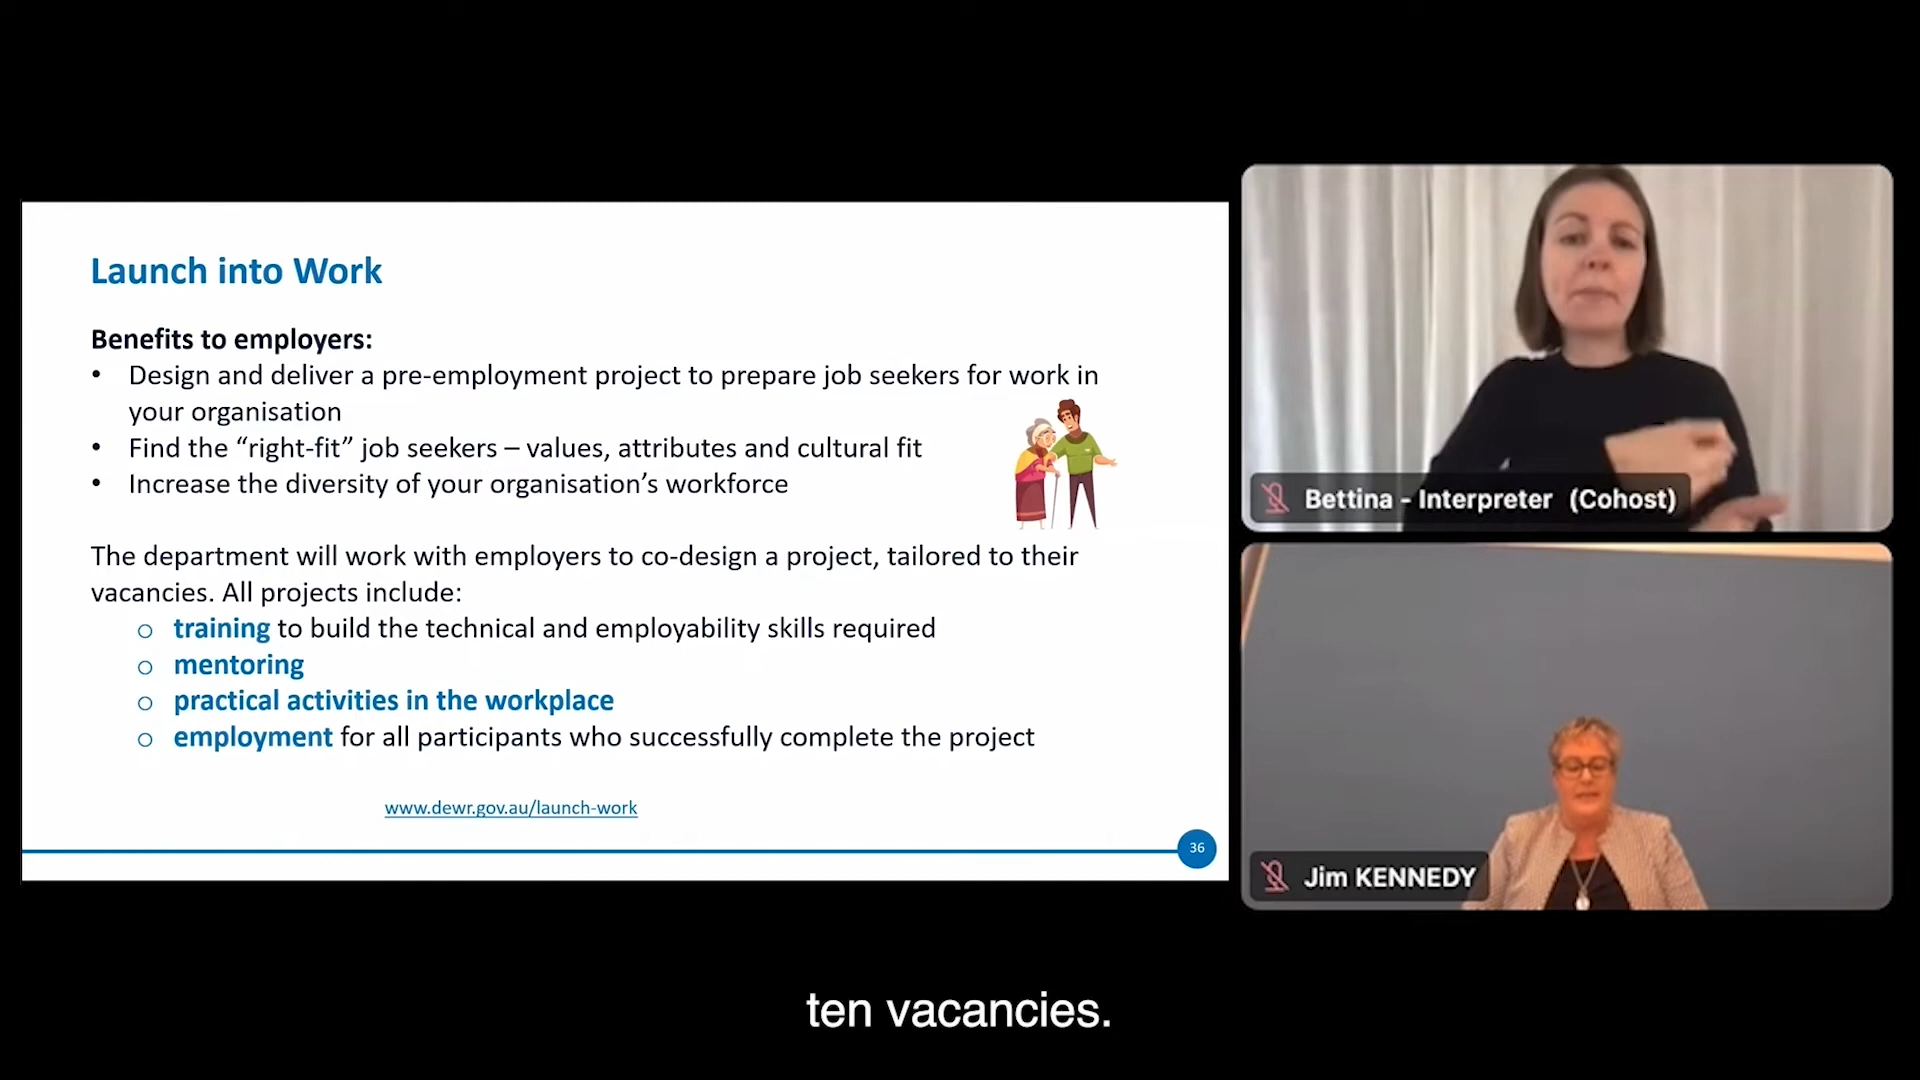 Launch into Work
Benefits to employers:
• Design and deliver a pre-employment project to prepare job seekers for work in
your organisation
• Find the “right-fit” job seekers – values, attributes and cultural fit
• Increase the diversity of your organisation’s workforce
The department will work with employers to co-design a project, tailored to their
vacancies. All projects include:
o training to build the technical and employability skills required
o mentoring
o practical activities in the workplace
o employment for all participants who successfully complete the project
www.dewr.gov.au/launch-work
36
Bettina - Interpreter (Cohost)
Jim KENNEDY
ten vacancies.